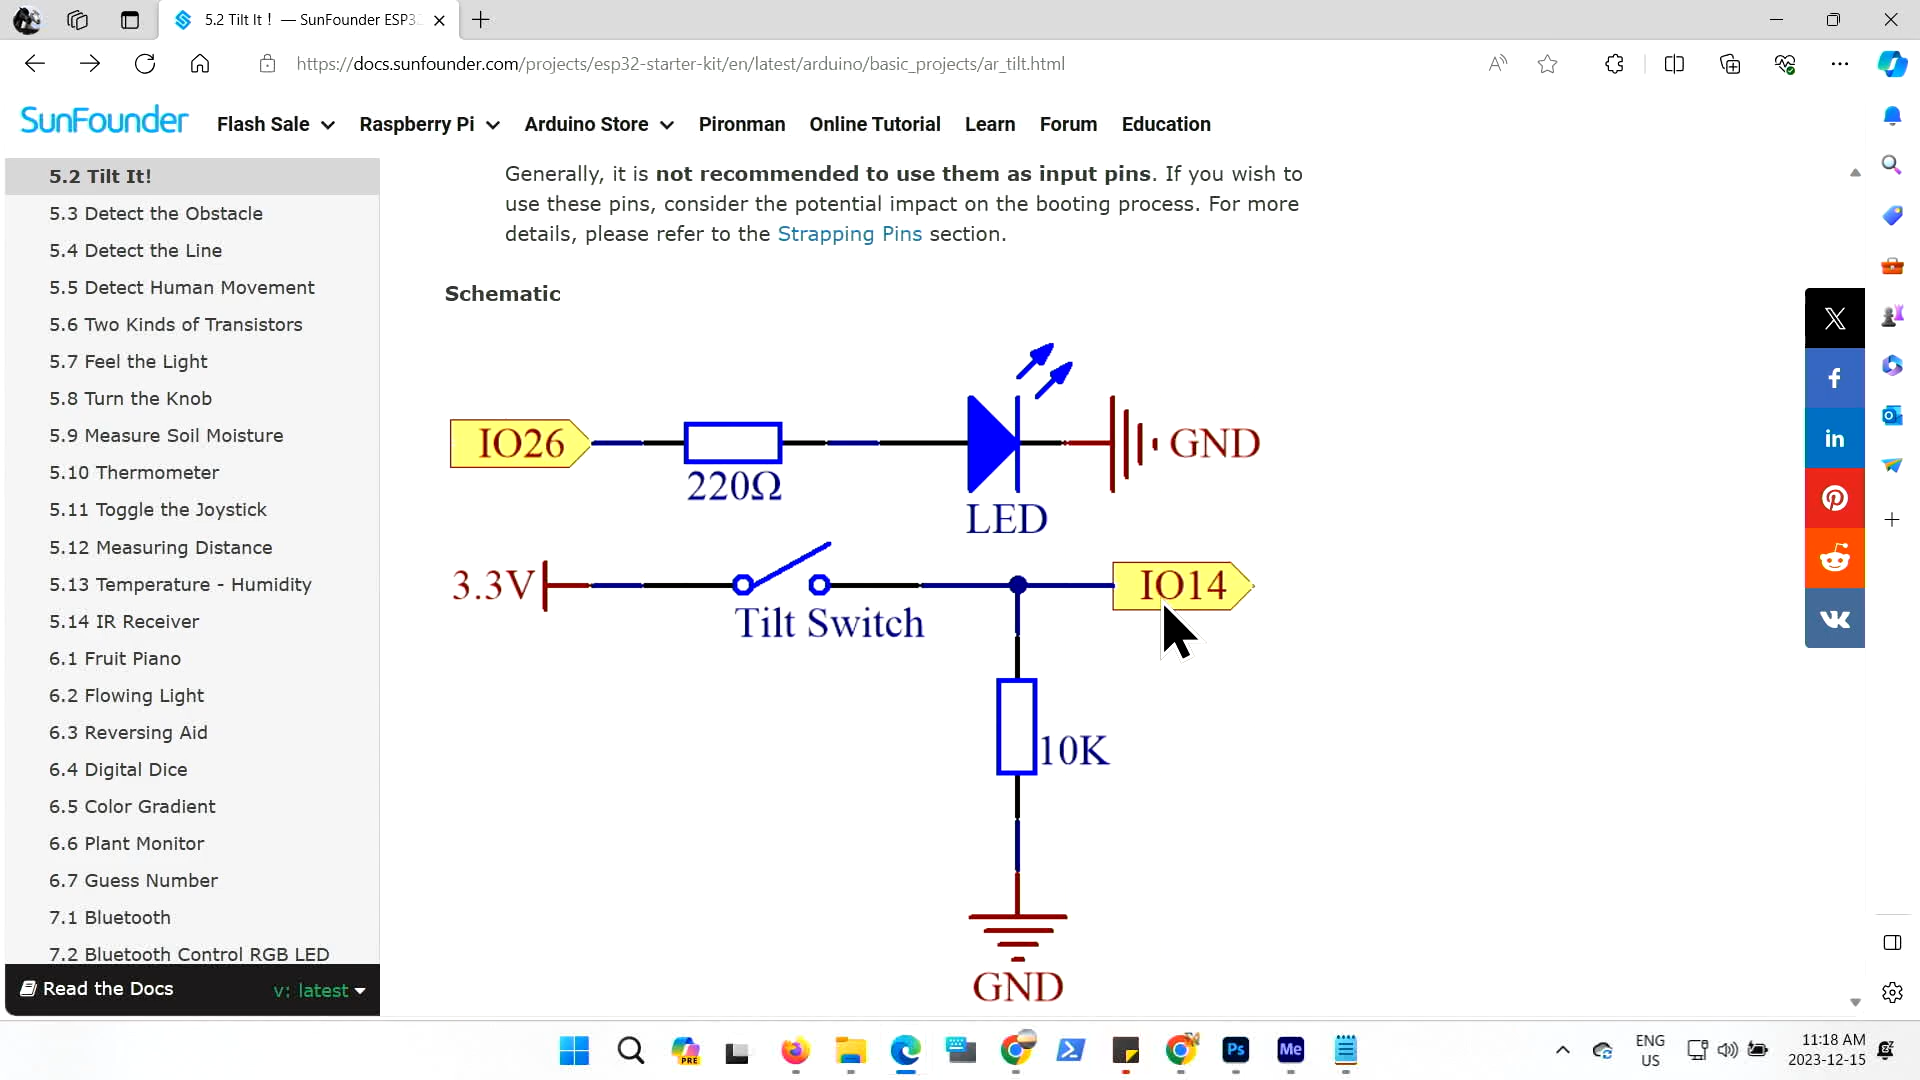 5.2 Tilt It! — SunFounder ESP32
https://docs.sunfounder.com/projects/esp32-starter-kit/en/latest/arduino/basic_projects/ar_tilt.html
SunFounder Flash Sale Raspberry Pi Arduino Store Pironman Online Tutorial Learn Forum Education
5.2 Tilt It!
5.3 Detect the Obstacle
5.4 Detect the Line
5.5 Detect Human Movement
5.6 Two Kinds of Transistors
5.7 Feel the Light
5.8 Turn the Knob
5.9 Measure Soil Moisture
5.10 Thermometer
5.11 Toggle the Joystick
5.12 Measuring Distance
5.13 Temperature - Humidity
5.14 IR Receiver
6.1 Fruit Piano
6.2 Flowing Light
6.3 Reversing Aid
6.4 Digital Dice
6.5 Color Gradient
6.6 Plant Monitor
6.7 Guess Number
7.1 Bluetooth
7.2 Bluetooth Control RGB LED
Read the Docs v: latest
Generally, it is not recommended to use them as input pins. If you wish to
use these pins, consider the potential impact on the booting process. For more
details, please refer to the Strapping Pins section.
Schematic
IO26
220Ω
LED
GND
3.3V
Tilt Switch
IO14
10K
GND
PRE
Ps
Me
ENG
US
11:18 AM
2023-12-15